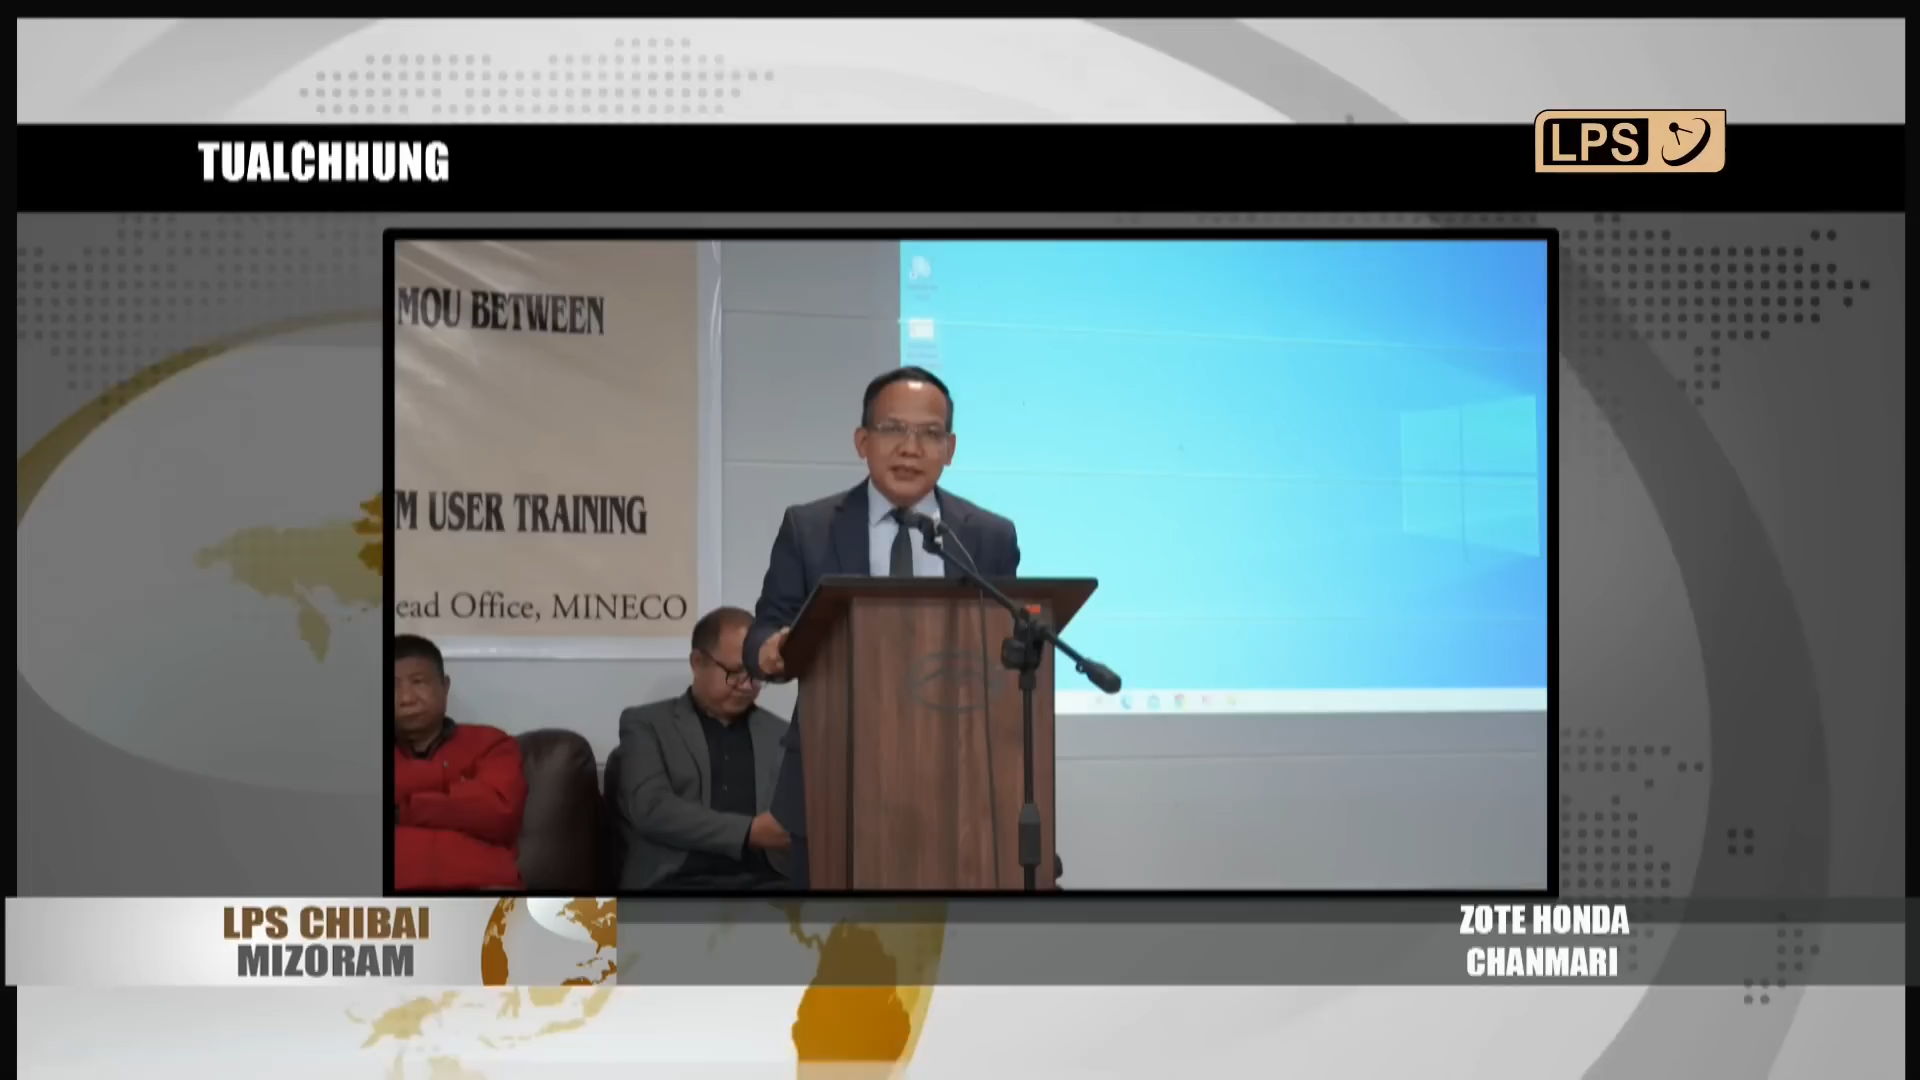 TUALCHHUNG
LPS
MOU BETWEEN
M USER TRAINING
ead Office, MINECO
LPS CHIBAI
MIZORAM
ZOTE HONDA
CHANMARI